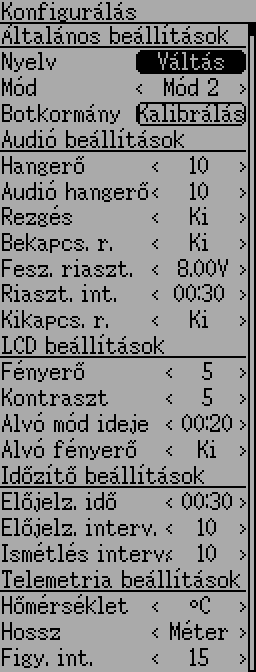 Konfigurálás
Általános beállítások
Nyelv Váltás
Mód < Mód 2 >
Botkormány Kalibrálás
Audió beállítások
Hangerő < 10 >
Audió hangerő < 10 >
Rezgés < Ki >
Bekapcs. r. < Ki >
Fesz. riaszt. < 8.00V >
Riaszt. int. < 00:30 >
Kikapcs. r. < Ki >
LCD beállítások
Fényerő < 5 >
Kontraszt < 5 >
Alvó mód ideje < 00:20 >
Alvó fényerő < Ki >
Időzítő beállítások
Előjelz. idő < 00:30 >
Előjelz. interv. < 10 >
Ismétlés interv. < 10 >
Telemetria beállítások
Hőmérséklet < °C >
Hossz < Méter >
Figy. int. < 15 >